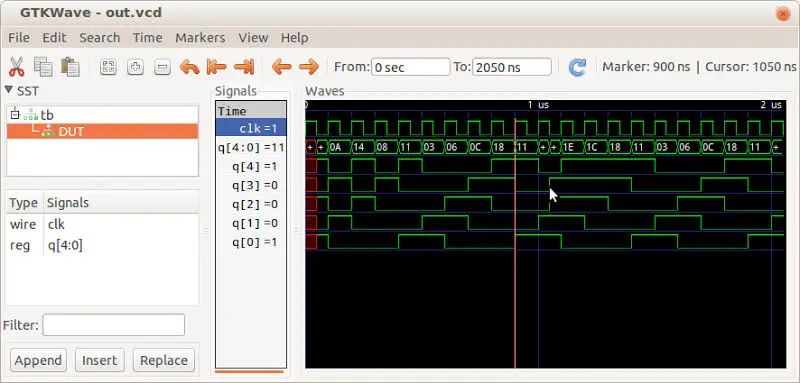 GTKWave - out.vcd
File Edit Search Time Markers View Help
From: 0 sec To: 2050 ns Marker: 900 ns | Cursor: 1050 ns
SST
tb
DUT
Type Signals
wire clk
reg q[4:0]
Filter:
Append Insert Replace
Signals
Time
clk =1
q[4:0] =11
q[4] =1
q[3] =0
q[2] =0
q[1] =0
q[0] =1
Waves
0 1 us 2 us
+ + 0A 14 08 11 03 06 0C 18 11 + + 1E 1C 18 11 03 06 0C 18 11 +